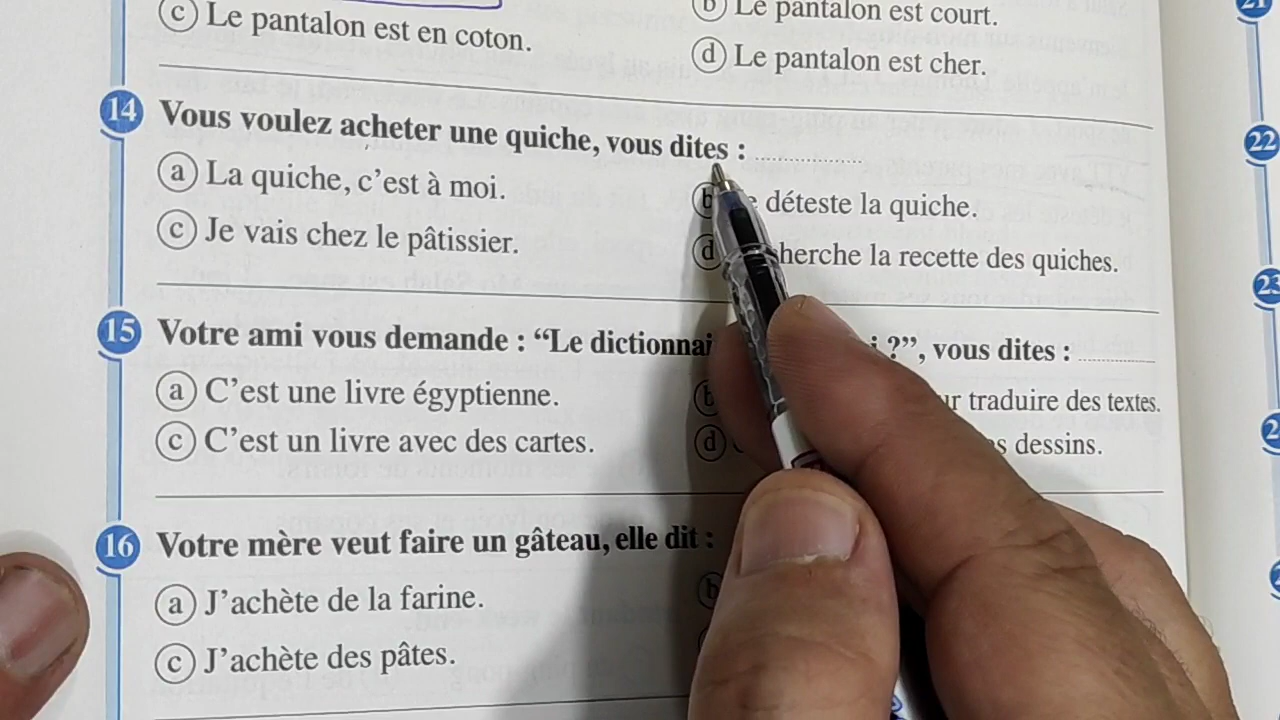 c Le pantalon est en coton.
b Le pantalon est court.
d Le pantalon est cher.
14 Vous voulez acheter une quiche, vous dites : ................
a La quiche, c'est à moi.
b déteste la quiche.
c Je vais chez le pâtissier.
d cherche la recette des quiches.
15 Votre ami vous demande : “Le ?”, vous dites : ................
a C'est une livre égyptienne.
b traduire des textes.
c C'est un livre avec des cartes.
d dessins.
16 Votre mère veut faire un gâteau, elle dit :
a J'achète de la farine.
b
c J'achète des pâtes.
21
22
23